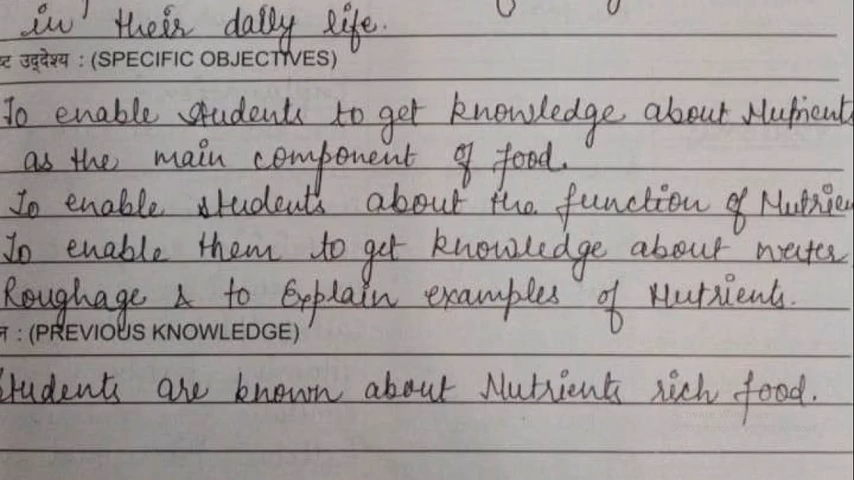 in their daily life.
ष्ट उद्देश्य : (SPECIFIC OBJECTIVES)
To enable students to get knowledge about Nutrients
as the main component of food.
To enable students about the function of Nutrien
To enable them to get knowledge about water
Roughage & to Explain examples of Nutrients.
न : (PREVIOUS KNOWLEDGE)
Students are known about Nutrients rich food.